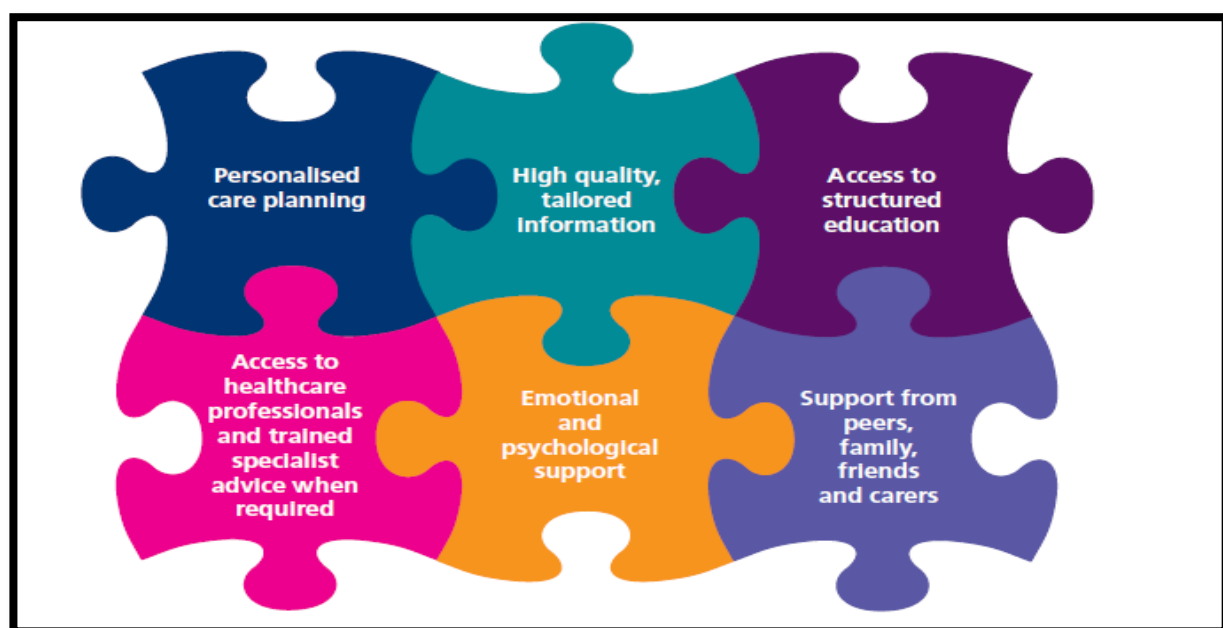 Personalised
care planning
High quality,
tailored
information
Access to
structured
education
Access to
healthcare
professionals
and trained
specialist
advice when
required
Emotional
and
psychological
support
Support from
peers,
family,
friends
and carers